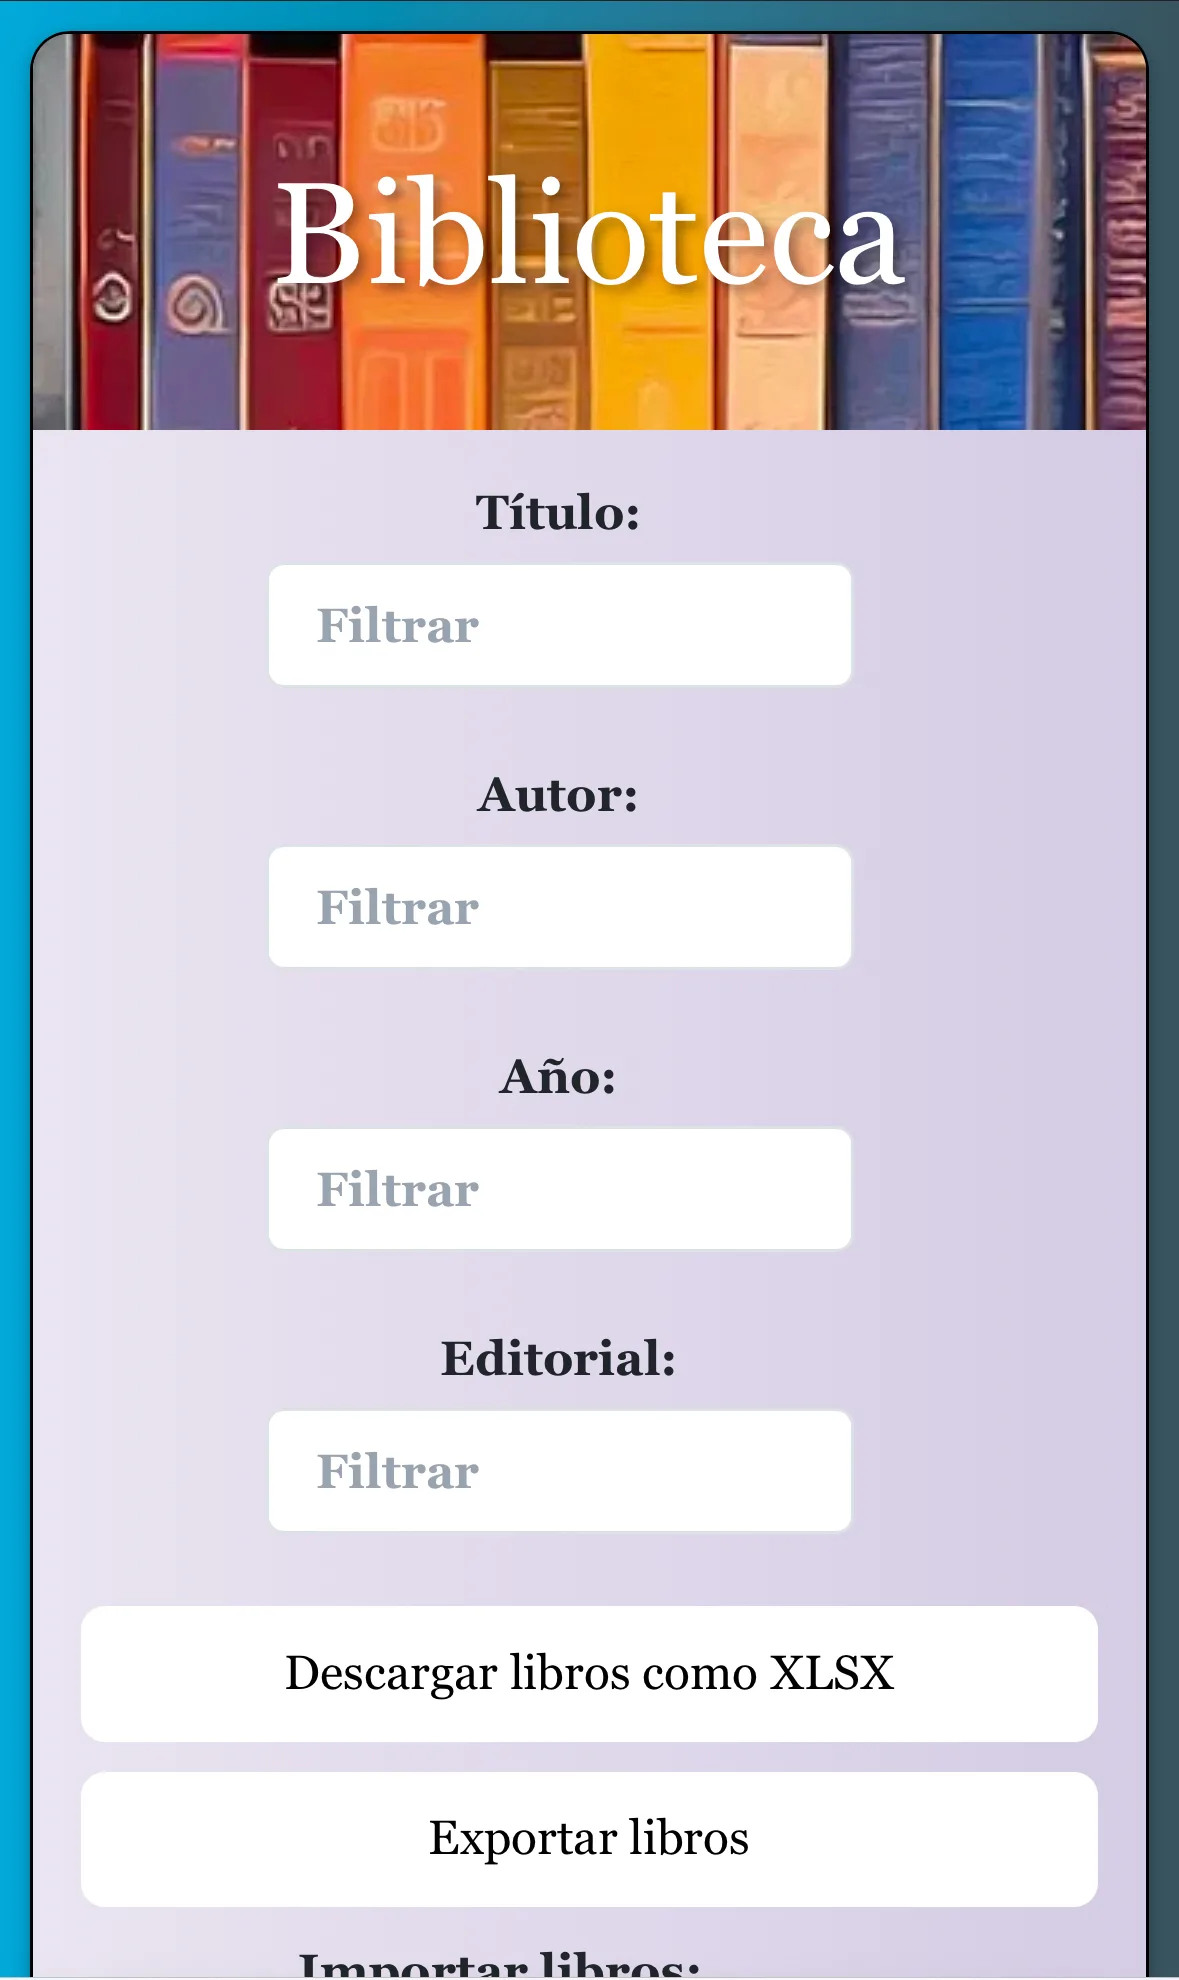 Biblioteca
Título:
Filtrar
Autor:
Filtrar
Año:
Filtrar
Editorial:
Filtrar
Descargar libros como XLSX
Exportar libros
Importar libros: